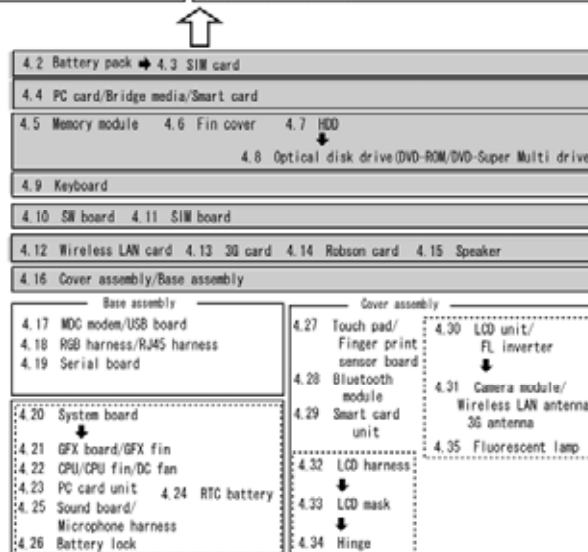 4.2 Battery pack ➡ 4.3 SIM card
4.4 PC card/Bridge media/Smart card
4.5 Memory module 4.6 Fin cover 4.7 HDD
4.8 Optical disk drive(DVD-ROM/DVD-Super Multi drive
4.9 Keyboard
4.10 SW board 4.11 SIM board
4.12 Wireless LAN card 4.13 3G card 4.14 Robson card 4.15 Speaker
4.16 Cover assembly/Base assembly
Base assembly
4.17 MDC modem/USB board
4.18 RGB harness/RJ45 harness
4.19 Serial board
4.20 System board
4.21 GFX board/GFX fin
4.22 CPU/CPU fin/DC fan
4.23 PC card unit
4.24 RTC battery
4.25 Sound board/
Microphone harness
4.26 Battery lock
Cover assembly
4.27 Touch pad/
Finger print
sensor board
4.28 Bluetooth
module
4.29 Smart card
unit
4.30 LCD unit/
FL inverter
4.31 Camera module/
Wireless LAN antenna
3G antenna
4.35 Fluorescent lamp
4.32 LCD harness
4.33 LCD mask
4.34 Hinge